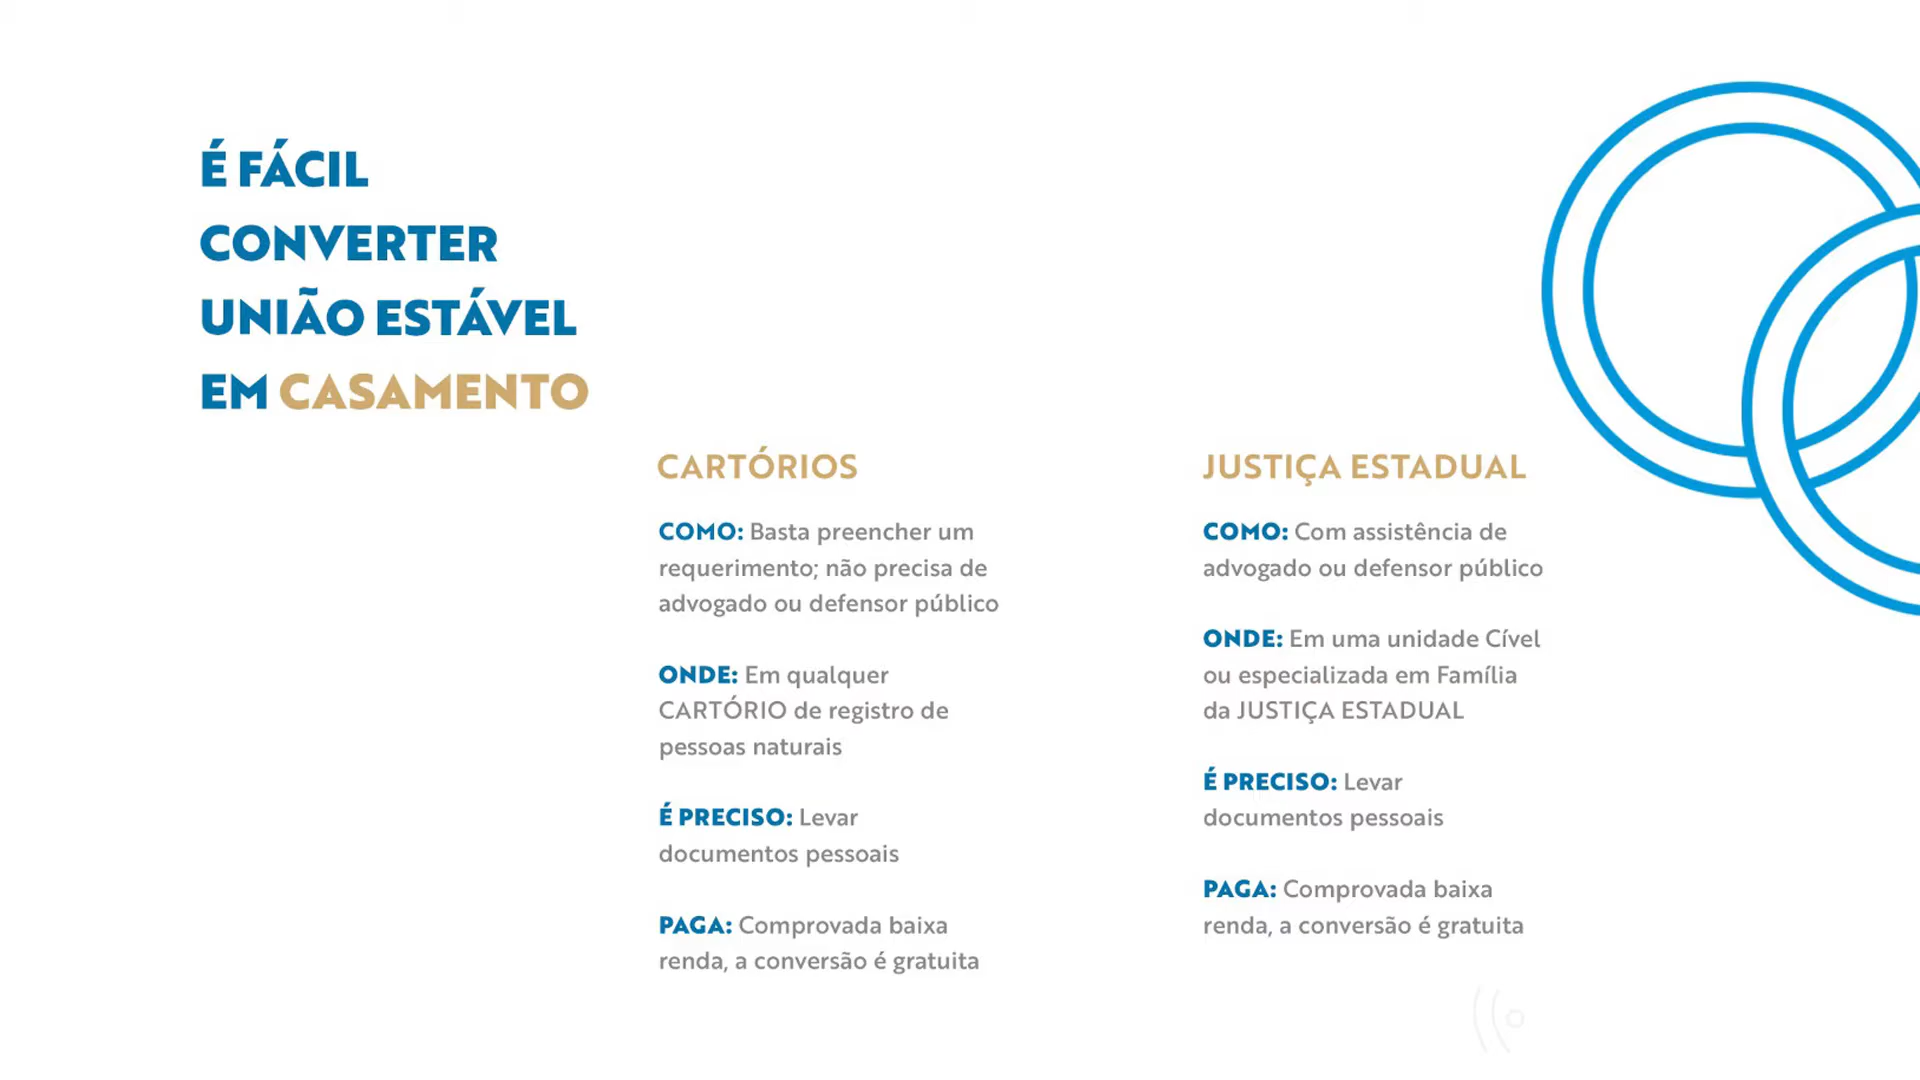 É FÁCIL
CONVERTER
UNIÃO ESTÁVEL
EM CASAMENTO
CARTÓRIOS
COMO: Basta preencher um
requerimento; não precisa de
advogado ou defensor público
ONDE: Em qualquer
CARTÓRIO de registro de
pessoas naturais
É PRECISO: Levar
documentos pessoais
PAGA: Comprovada baixa
renda, a conversão é gratuita
JUSTIÇA ESTADUAL
COMO: Com assistência de
advogado ou defensor público
ONDE: Em uma unidade Cível
ou especializada em Família
da JUSTIÇA ESTADUAL
É PRECISO: Levar
documentos pessoais
PAGA: Comprovada baixa
renda, a conversão é gratuita